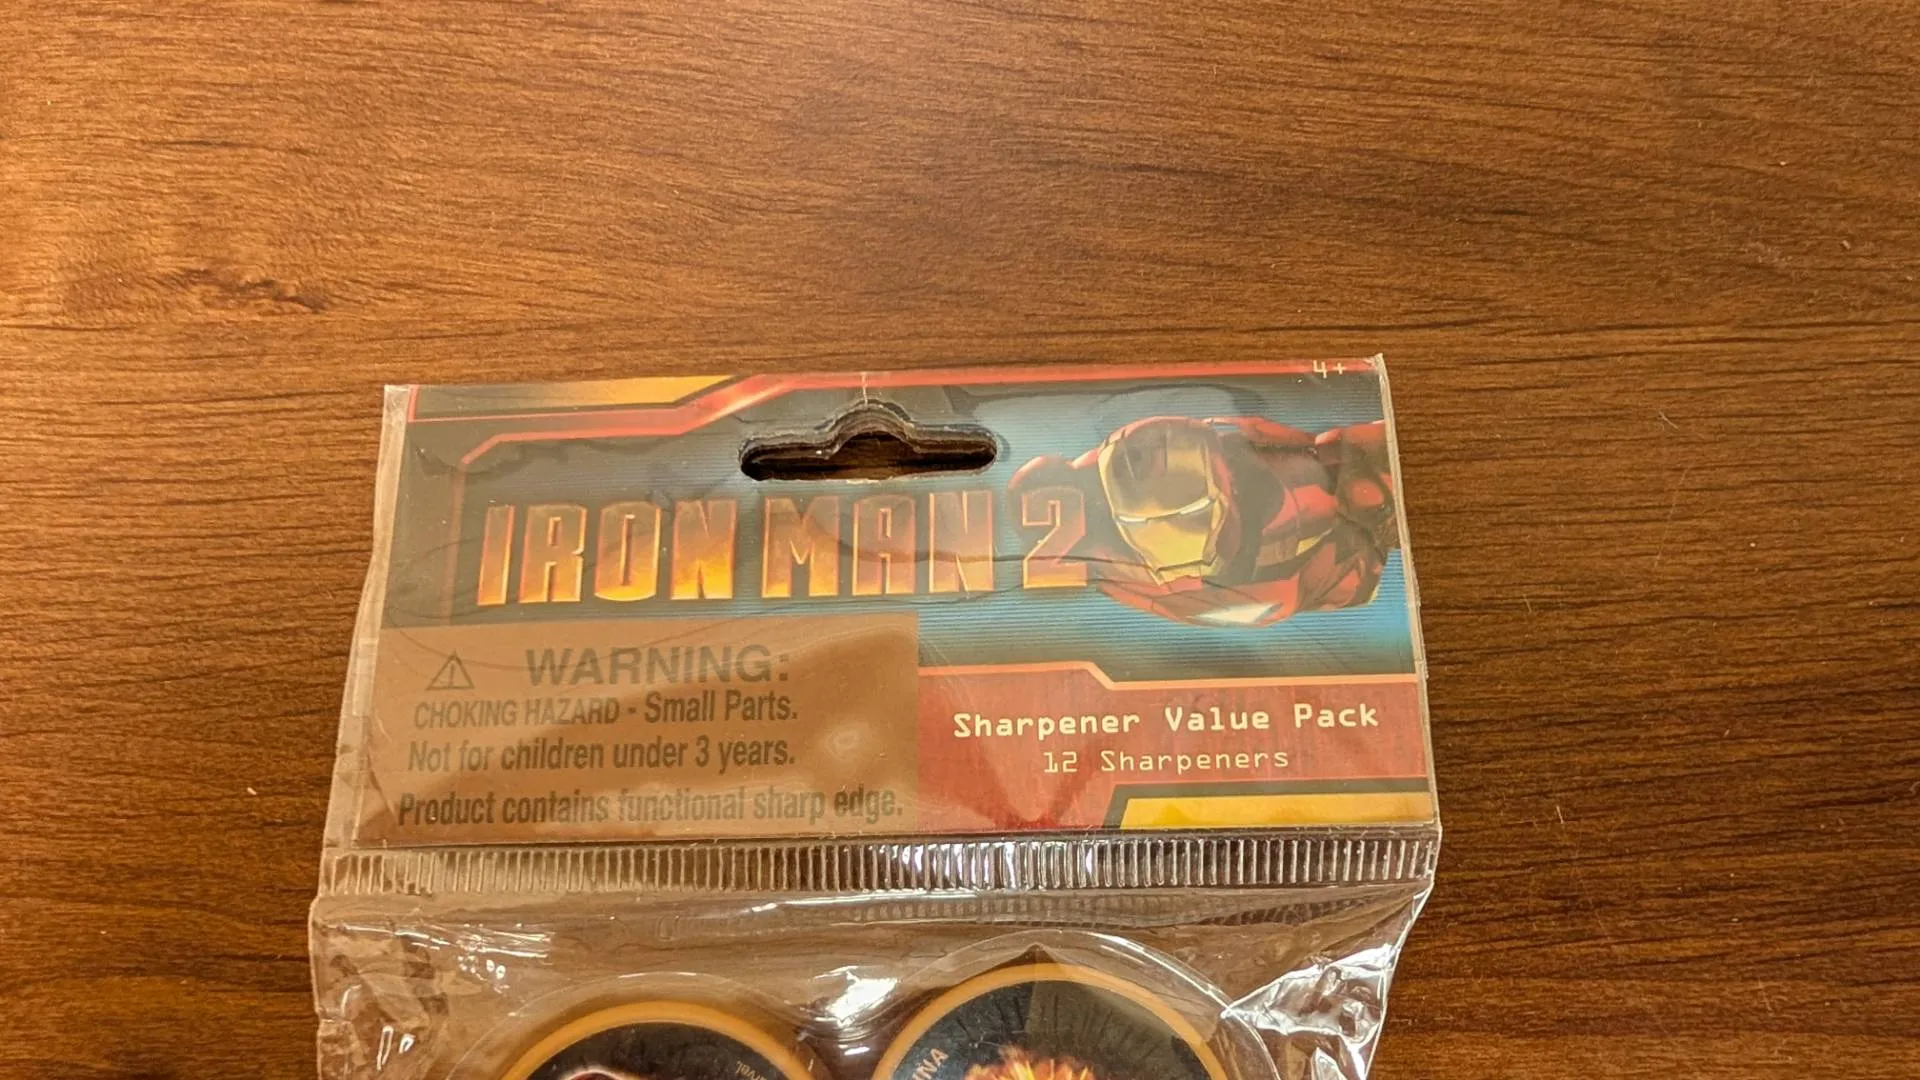 4+
IRON MAN 2
WARNING:
CHOKING HAZARD - Small Parts.
Not for children under 3 years.
Product contains functional sharp edge.
Sharpener Value Pack
12 Sharpeners